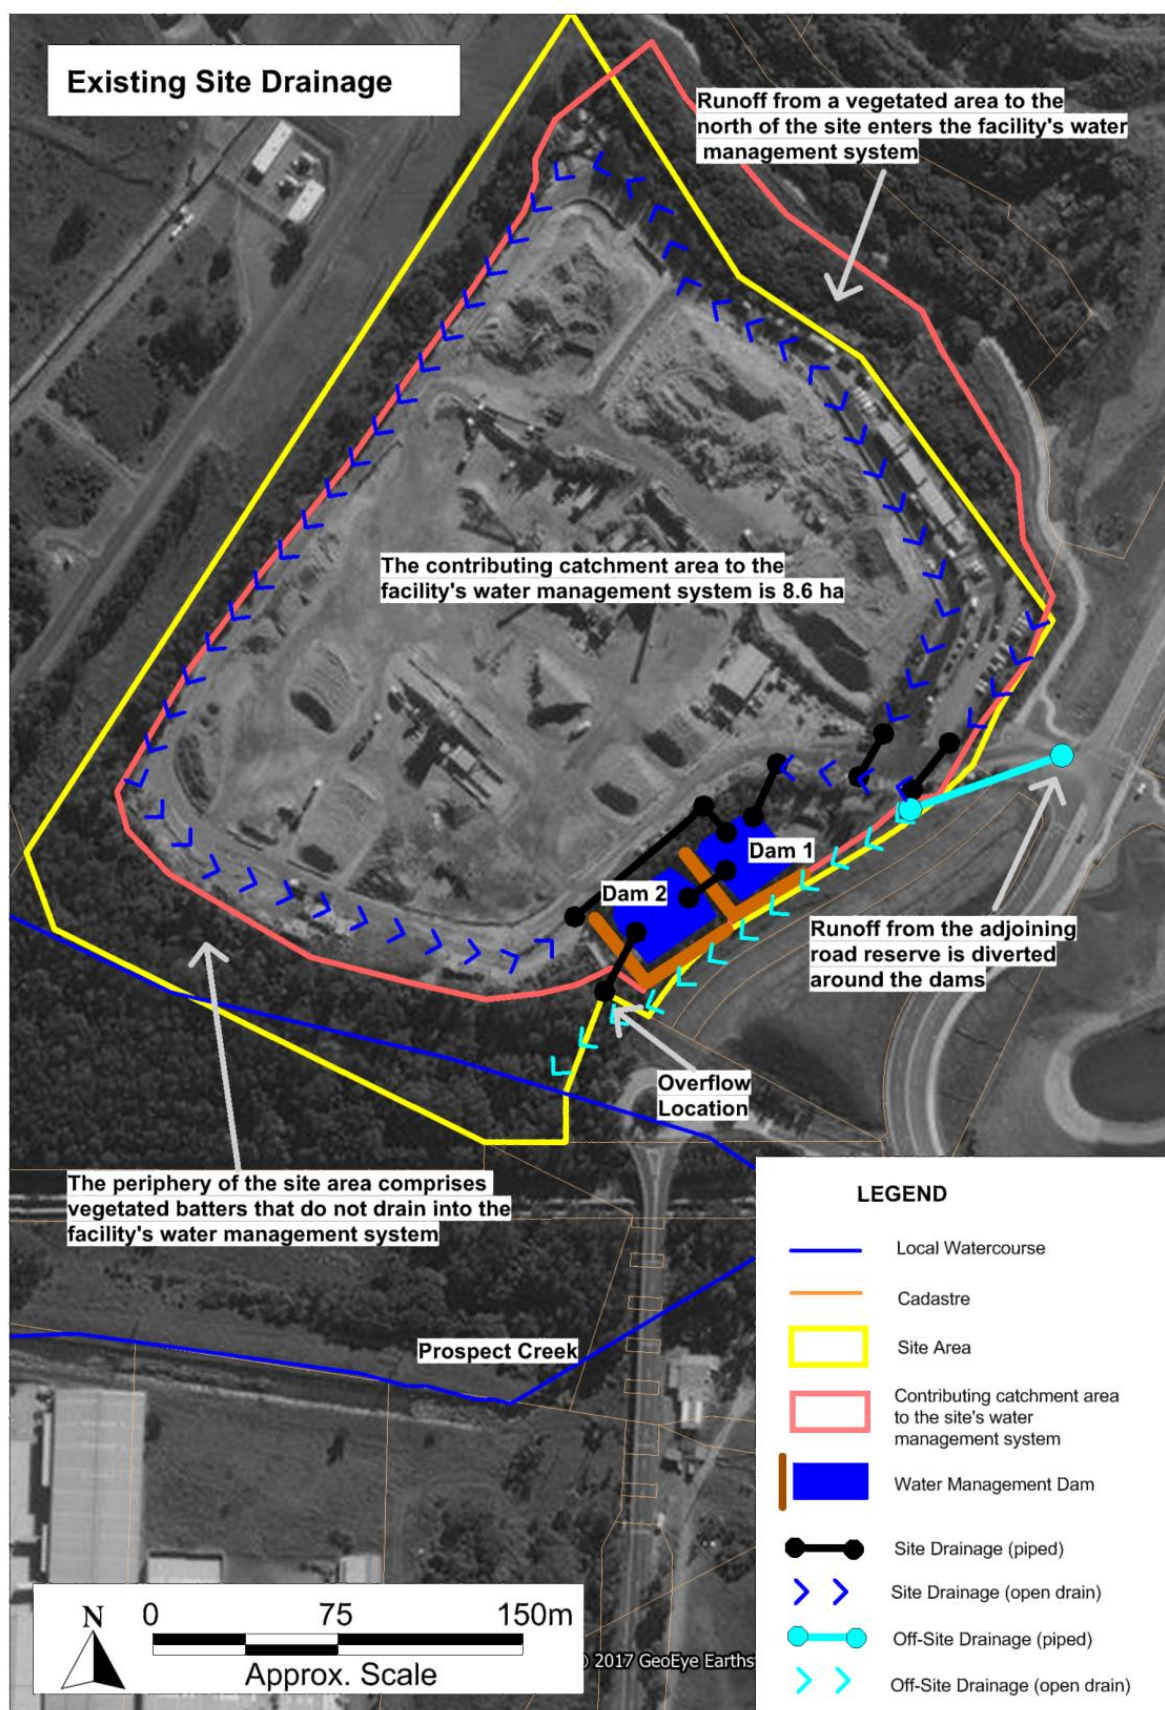 Existing Site Drainage
Runoff from a vegetated area to the
north of the site enters the facility's water
management system
The contributing catchment area to the
facility's water management system is 8.6 ha
Dam 1
Dam 2
Runoff from the adjoining
road reserve is diverted
around the dams
Overflow
Location
The periphery of the site area comprises
vegetated batters that do not drain into the
facility's water management system
Prospect Creek
LEGEND
Local Watercourse
Cadastre
Site Area
Contributing catchment area
to the site's water
management system
Water Management Dam
Site Drainage (piped)
Site Drainage (open drain)
Off-Site Drainage (piped)
Off-Site Drainage (open drain)
N
0 75 150m
Approx. Scale
2017 GeoEye Earths